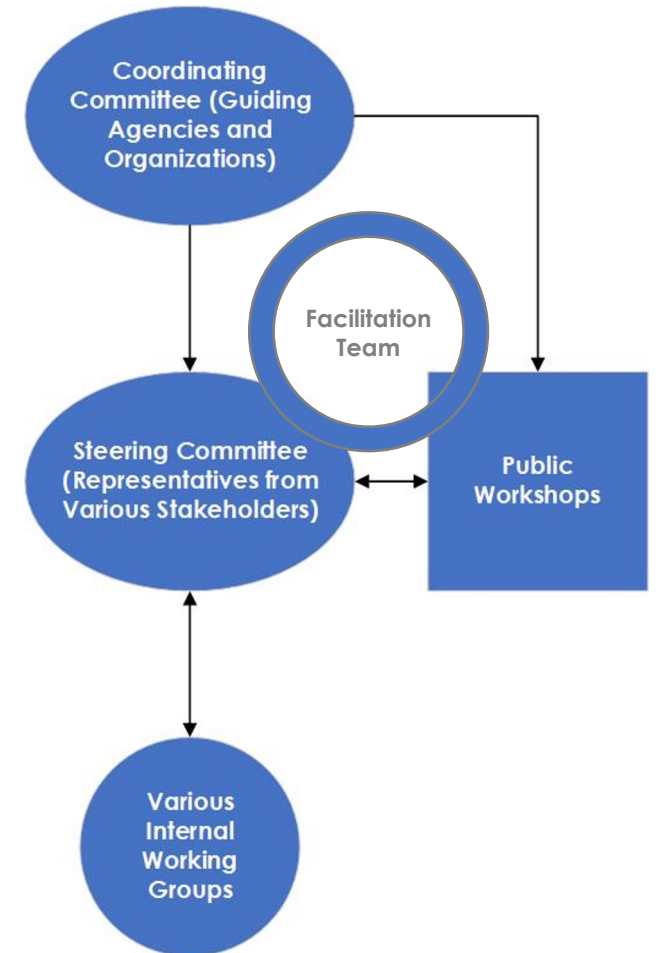 Coordinating
Committee (Guiding
Agencies and
Organizations)
Facilitation
Team
Steering Committee
(Representatives from
Various Stakeholders)
Public
Workshops
Various
Internal
Working
Groups